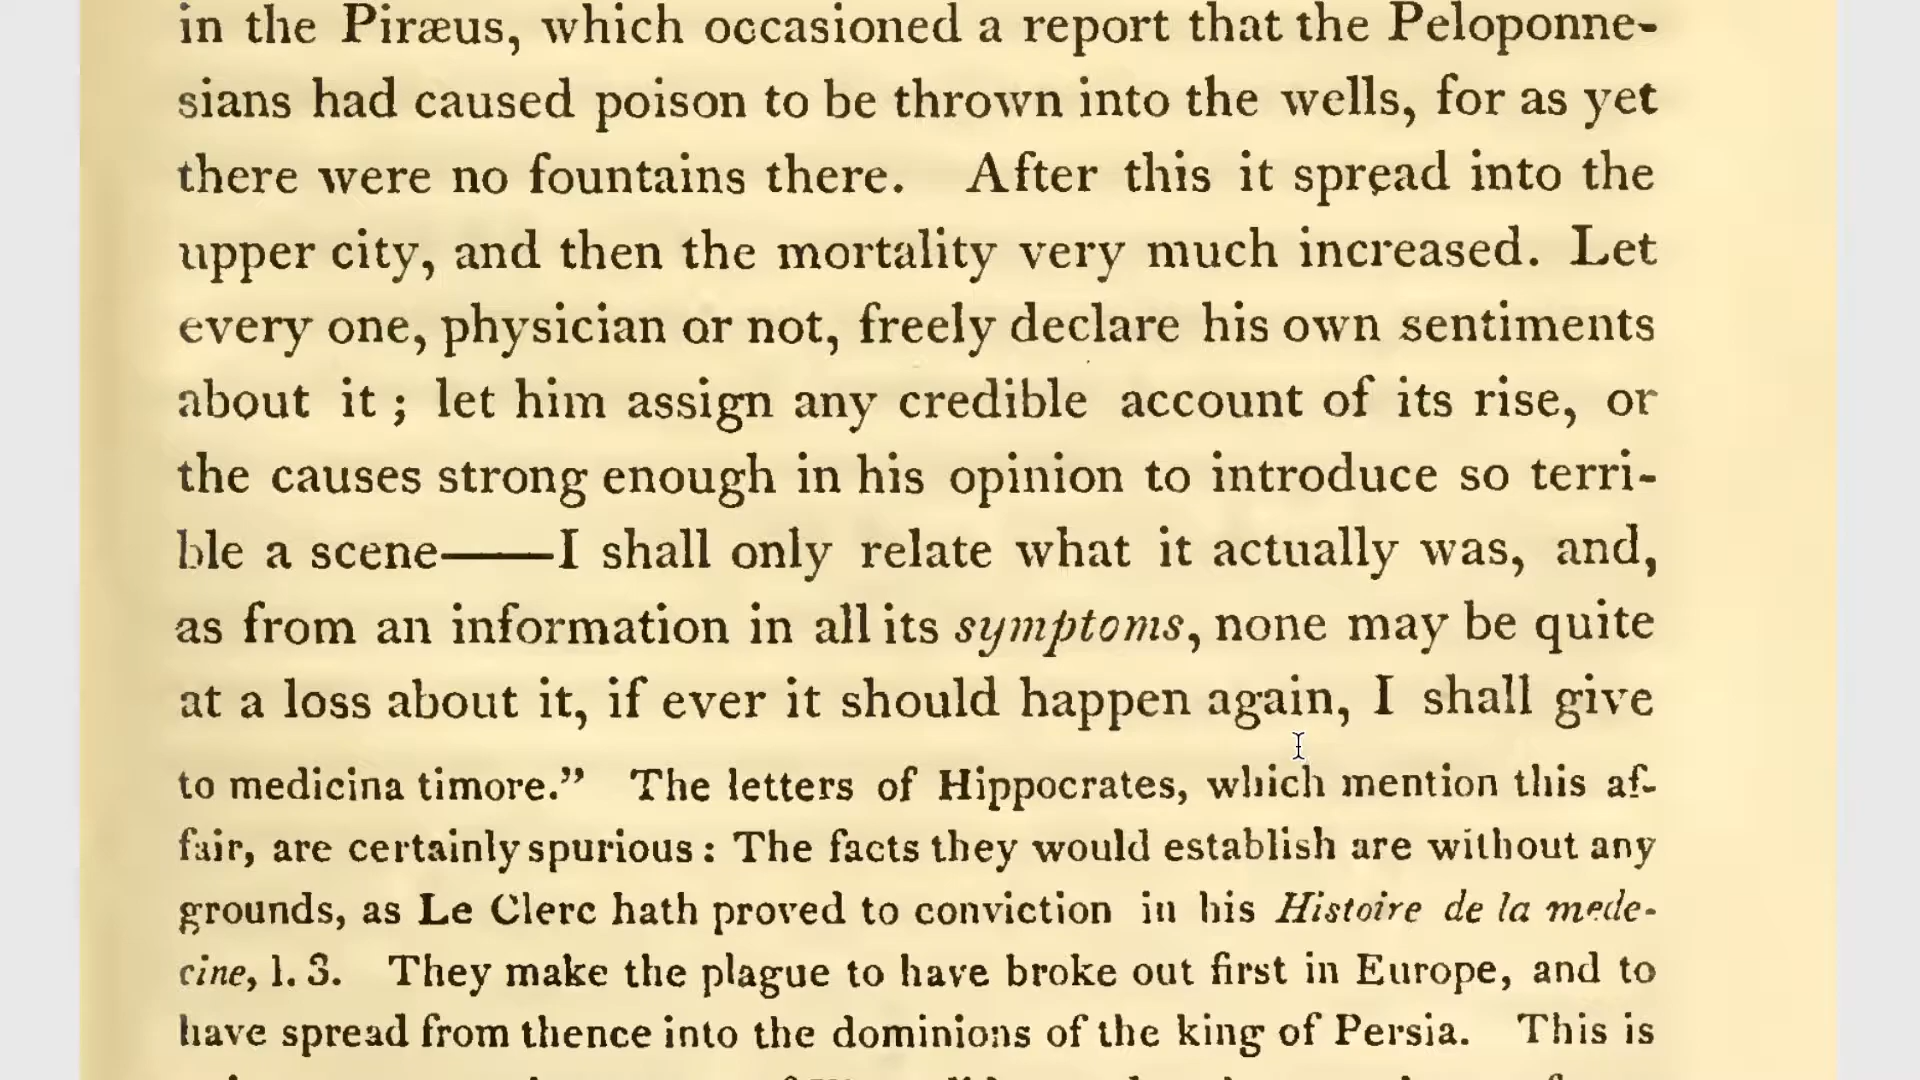 in the Piræus, which occasioned a report that the Peloponne-
sians had caused poison to be thrown into the wells, for as yet
there were no fountains there. After this it spread into the
upper city, and then the mortality very much increased. Let
every one, physician or not, freely declare his own sentiments
about it ; let him assign any credible account of its rise, or
the causes strong enough in his opinion to introduce so terri-
ble a scene——I shall only relate what it actually was, and,
as from an information in all its symptoms, none may be quite
at a loss about it, if ever it should happen again, I shall give
to medicina timore.” The letters of Hippocrates, which mention this af-
fair, are certainly spurious : The facts they would establish are without any
grounds, as Le Clerc hath proved to conviction in his Histoire de la mede-
cine, l. 3. They make the plague to have broke out first in Europe, and to
have spread from thence into the dominions of the king of Persia. This is